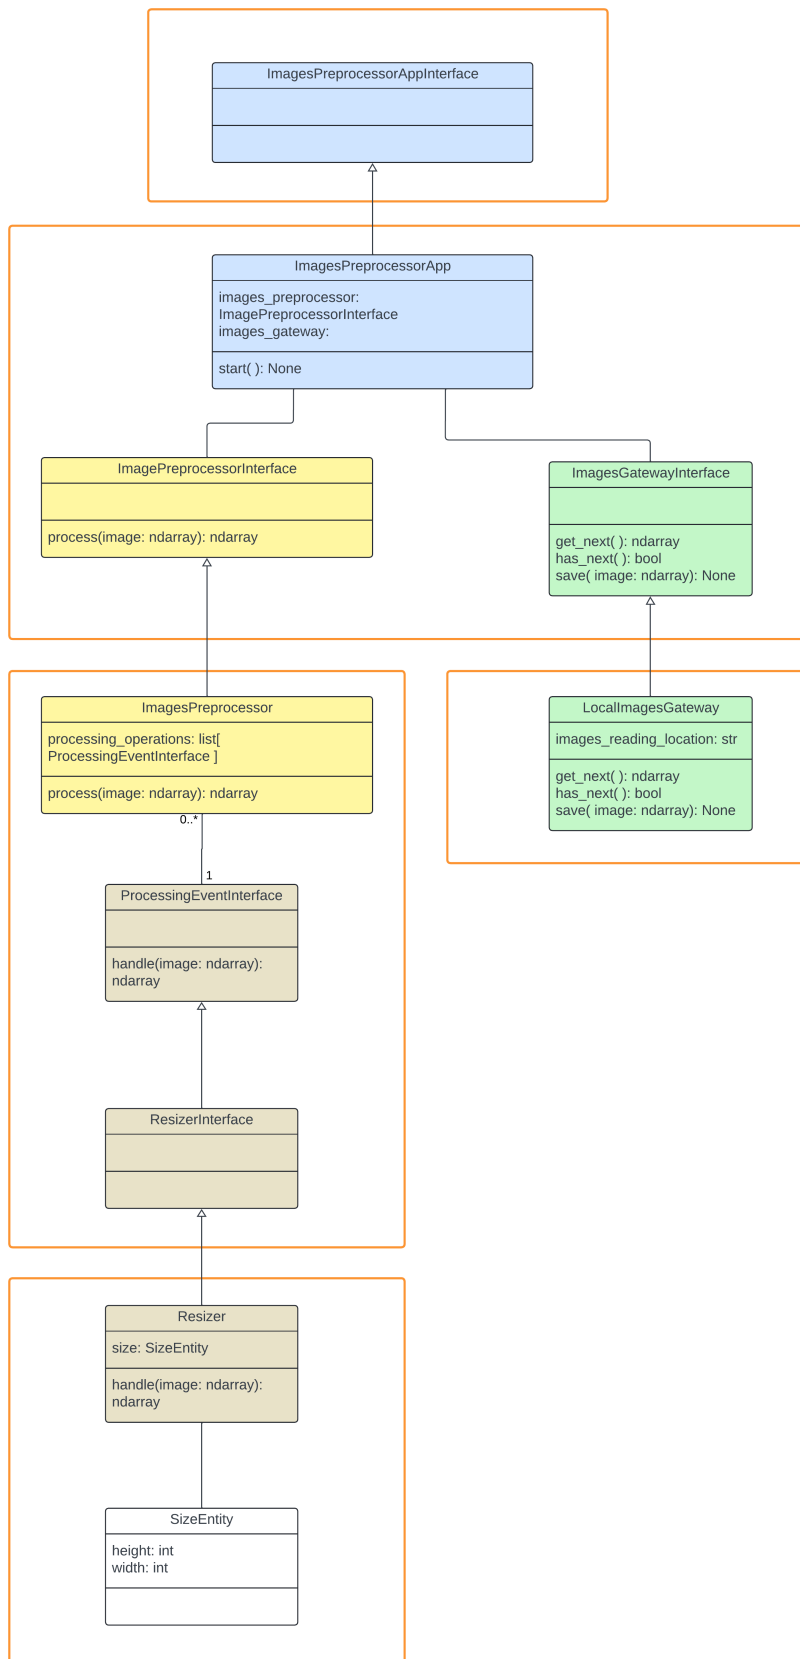 ImagesPreprocessorAppInterface
ImagesPreprocessorApp
images_preprocessor:
ImagePreprocessorInterface
images_gateway:
start( ): None
ImagePreprocessorInterface
process(image: ndarray): ndarray
ImagesGatewayInterface
get_next( ): ndarray
has_next( ): bool
save( image: ndarray): None
ImagesPreprocessor
processing_operations: list[
ProcessingEventInterface ]
process(image: ndarray): ndarray
LocalImagesGateway
images_reading_location: str
get_next( ): ndarray
has_next( ): bool
save( image: ndarray): None
0..*
1
ProcessingEventInterface
handle(image: ndarray):
ndarray
ResizerInterface
Resizer
size: SizeEntity
handle(image: ndarray):
ndarray
SizeEntity
height: int
width: int